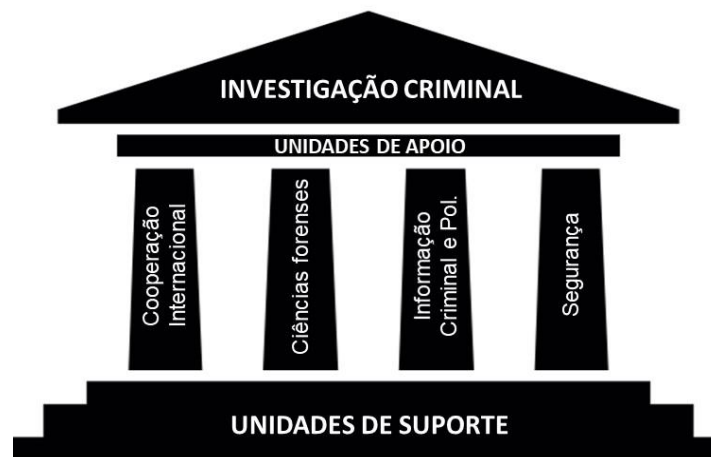 INVESTIGAÇÃO CRIMINAL
UNIDADES DE APOIO
Cooperação
Internacional
Ciências forenses
Informação
Criminal e Pol.
Segurança
UNIDADES DE SUPORTE